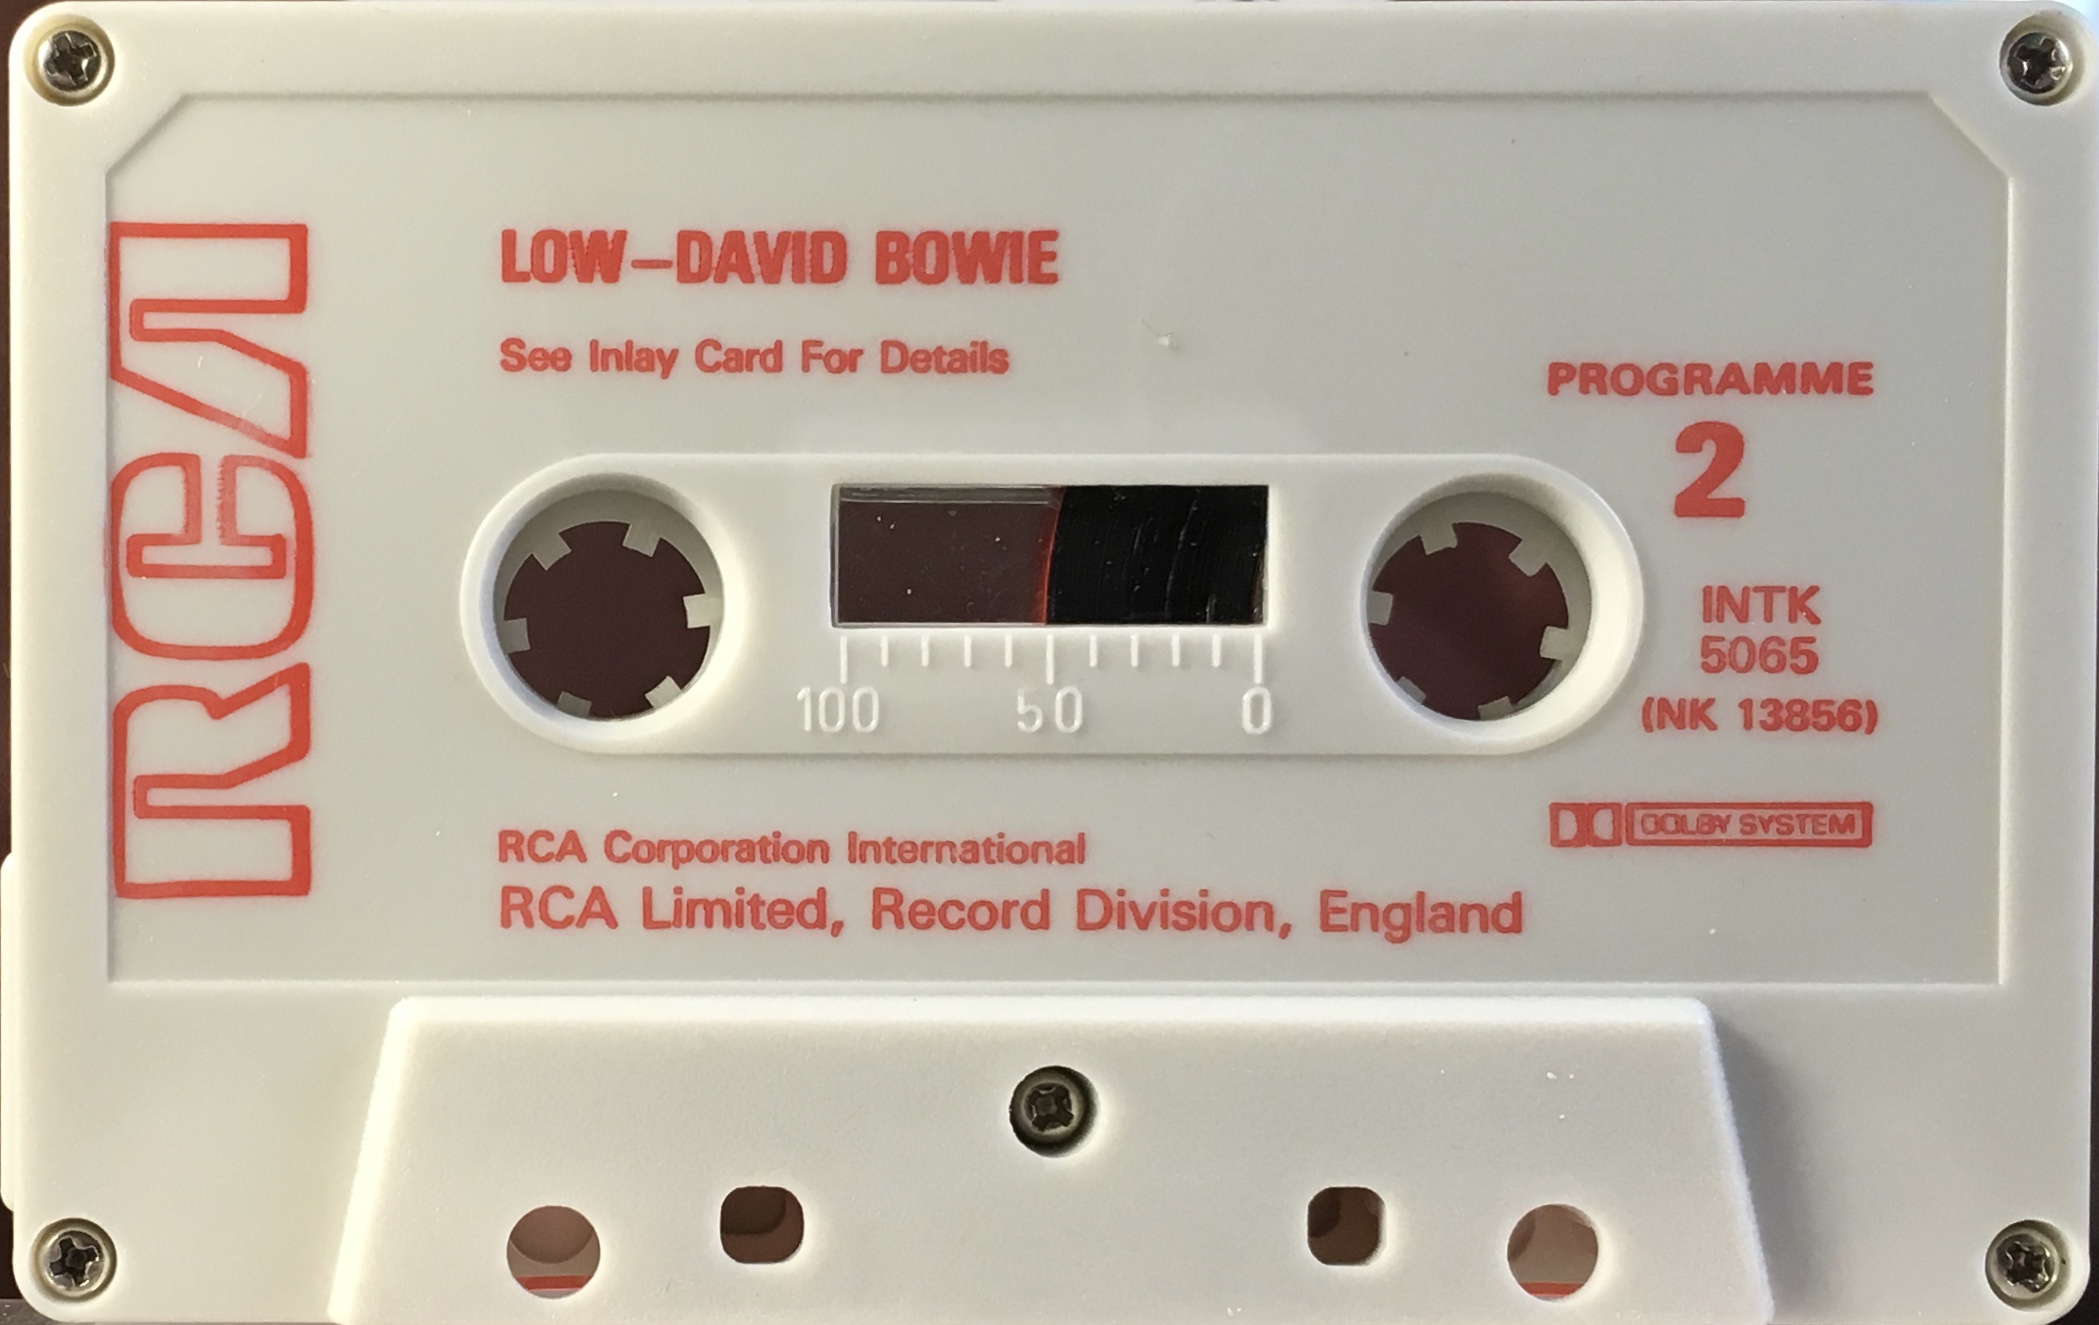 RCA
LOW–DAVID BOWIE
See Inlay Card For Details
PROGRAMME
2
100 50 0
INTK
5065
(NK 13856)
DOLBY SYSTEM
RCA Corporation International
RCA Limited, Record Division, England